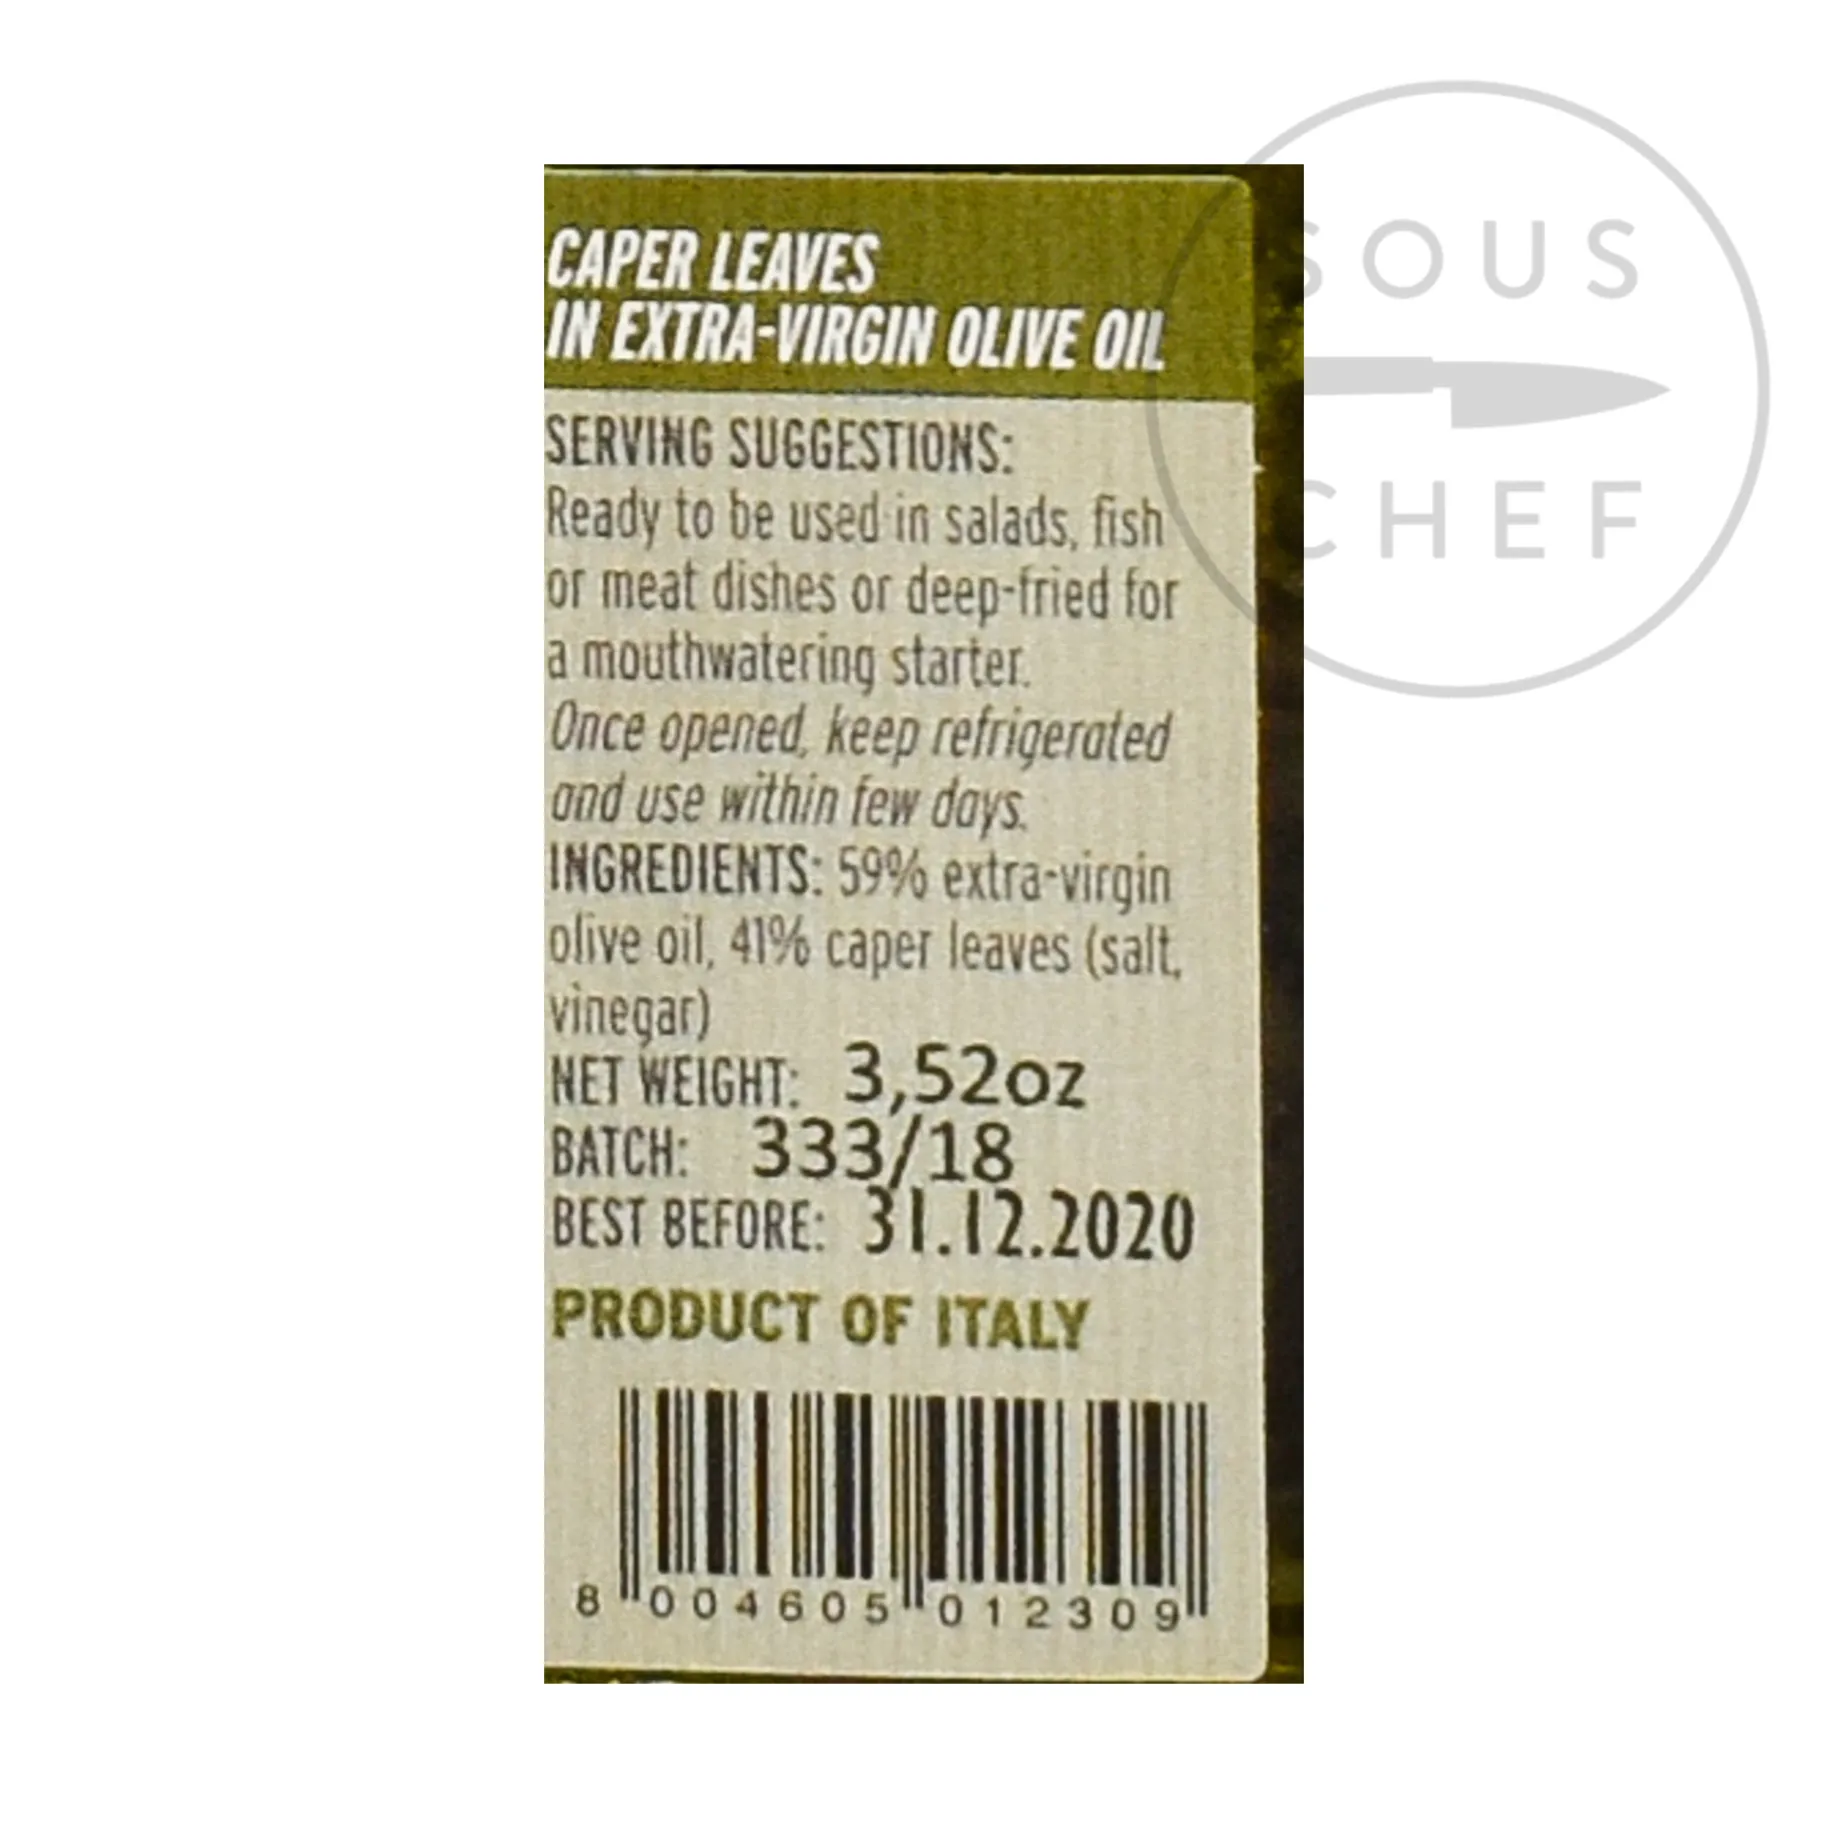 CAPER LEAVES
IN EXTRA-VIRGIN OLIVE OIL
SERVING SUGGESTIONS:
Ready to be used in salads, fish
or meat dishes or deep-fried for
a mouthwatering starter.
Once opened, keep refrigerated
and use within few days.
INGREDIENTS: 59% extra-virgin
olive oil, 41% caper leaves (salt,
vinegar)
NET WEIGHT: 3,52oz
BATCH: 333/18
BEST BEFORE: 31.12.2020
PRODUCT OF ITALY
8 004605 012309
SOUS
CHEF